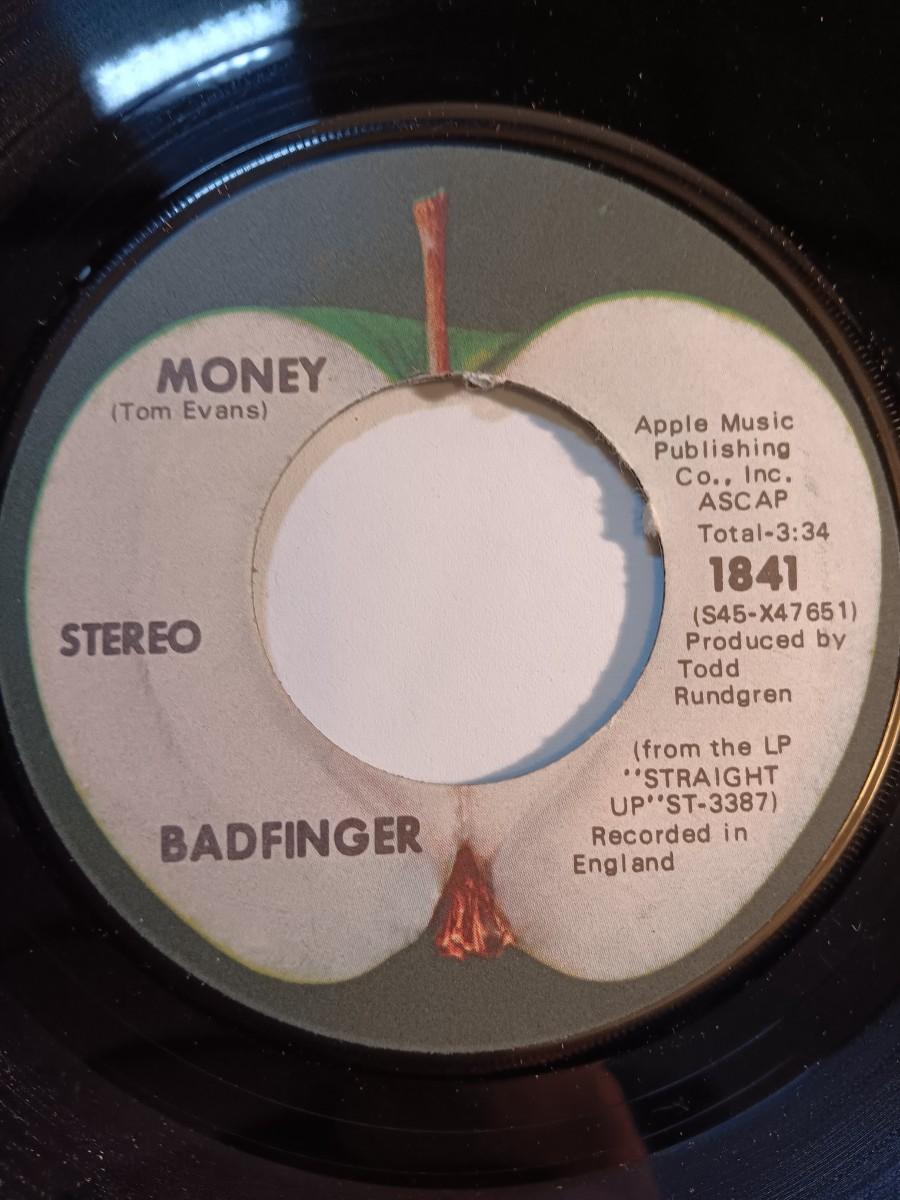 MONEY
(Tom Evans)
STEREO
BADFINGER
Apple Music
Publishing
Co., Inc.
ASCAP
Total-3:34
1841
(S45-X47651)
Produced by
Todd
Rundgren
(from the LP
"STRAIGHT
UP"ST-3387)
Recorded in
England